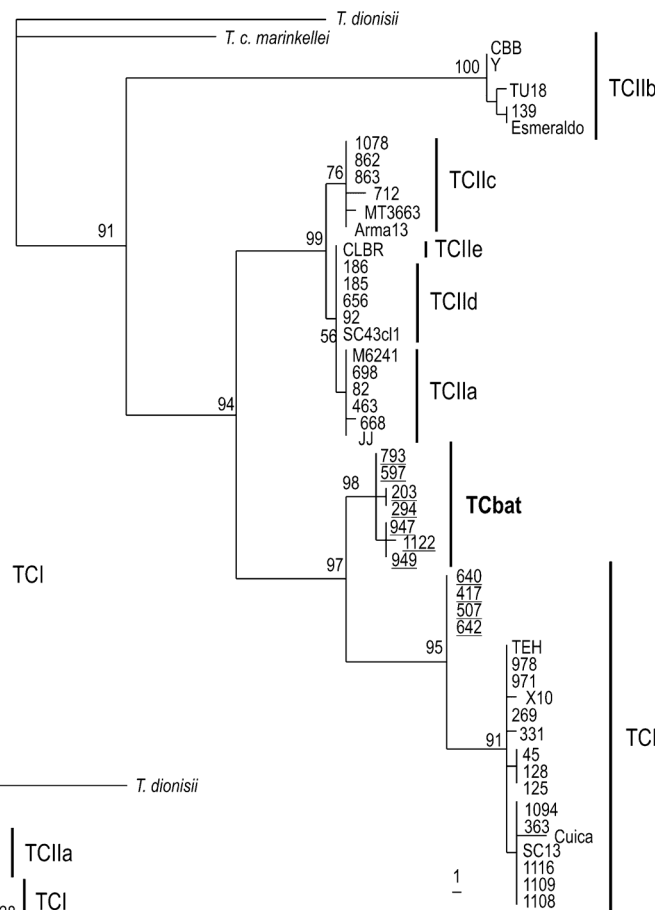 T. dionisii
T. c. marinkellei
CBB
100
Y
TU18
TCIIb
139
Esmeraldo
1078
862
76
863
TCIIc
712
MT3663
91
Arma13
99
CLBR
TCIIe
186
185
656
TCIId
92
56
SC43cl1
M6241
698
82
TCIIa
463
94
668
JJ
793
597
98
203
294
TCbat
947
1122
949
97
TCI
640
417
507
642
95
TEH
978
971
X10
269
331
91
TCI
45
128
125
T. dionisii
1094
363
Cuica
SC13
TCIIa
1116
1
1109
TCI
1108